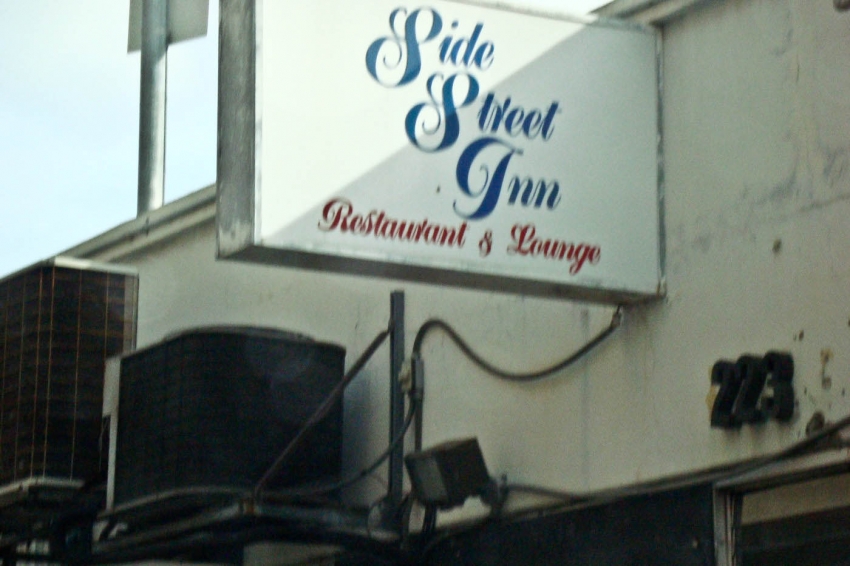 Side
Street
Inn
Restaurant & Lounge
223